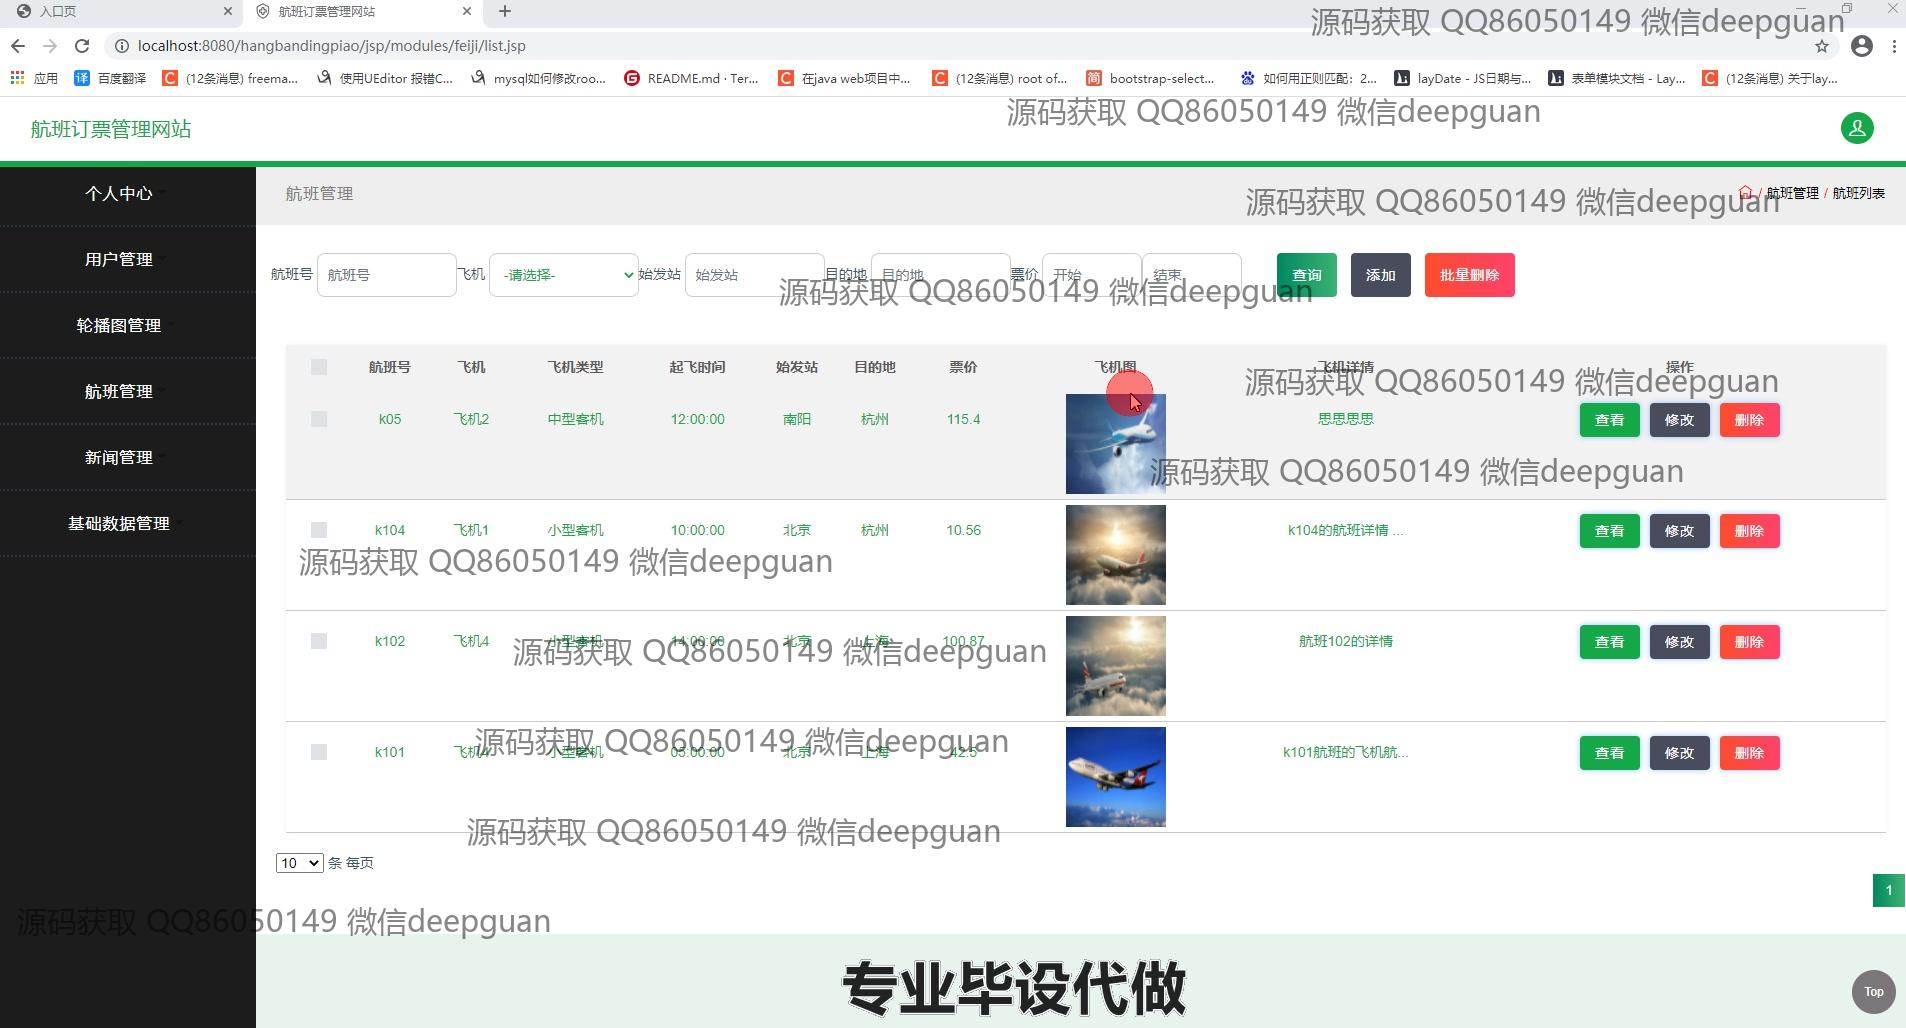 入口页
航班订票管理网站
源码获取 QQ86050149 微信deepguan
localhost:8080/hangbandingpiao/jsp/modules/feiji/list.jsp
应用 百度翻译 (12条消息) freema... 使用UEditor 报错C... mysql如何修改roo... README.md · Ter... 在java web项目中... (12条消息) root of... bootstrap-select... 如何用正则匹配：2... layDate - JS日期与... 表单模块文档 - Lay... (12条消息) 关于lay...
源码获取 QQ86050149 微信deepguan
航班订票管理网站
个人中心
用户管理
轮播图管理
航班管理
新闻管理
基础数据管理
航班管理
源码获取 QQ86050149 微信deepguan
/ 航班管理 / 航班列表
航班号 航班号 飞机 -请选择- 始发站 始发站 目的地 目的地 票价 开始 结束 查询 添加 批量删除
源码获取 QQ86050149 微信deepguan
航班号 飞机 飞机类型 起飞时间 始发站 目的地 票价 飞机图 飞机详情 操作
源码获取 QQ86050149 微信deepguan
k05 飞机2 中型客机 12:00:00 南阳 杭州 115.4 思思思思 查看 修改 删除
源码获取 QQ86050149 微信deepguan
k104 飞机1 小型客机 10:00:00 北京 杭州 10.56 k104的航班详情 ... 查看 修改 删除
源码获取 QQ86050149 微信deepguan
k102 飞机4 小型客机 14:00:00 北京 上海 100.87 航班102的详情 查看 修改 删除
源码获取 QQ86050149 微信deepguan
k101 飞机4 小型客机 05:00:00 北京 上海 42.5 k101航班的飞机航... 查看 修改 删除
源码获取 QQ86050149 微信deepguan
源码获取 QQ86050149 微信deepguan
10 条 每页
1
源码获取 QQ86050149 微信deepguan
专业毕设代做
Top